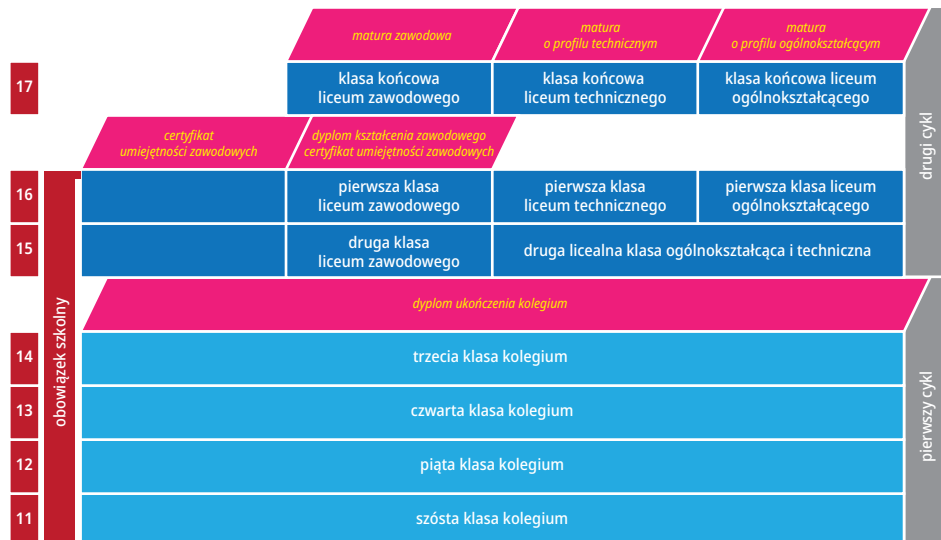 matura zawodowa
matura
o profilu technicznym
matura
o profilu ogólnokształcącym
17
klasa końcowa
liceum zawodowego
klasa końcowa
liceum technicznego
klasa końcowa liceum
ogólnokształcącego
certyfikat
umiejętności zawodowych
dyplom kształcenia zawodowego
certyfikat umiejętności zawodowych
drugi cykl
16
pierwsza klasa
liceum zawodowego
pierwsza klasa
liceum technicznego
pierwsza klasa liceum
ogólnokształcącego
15
druga klasa
liceum zawodowego
druga licealna klasa ogólnokształcąca i techniczna
obowiązek szkolny
dyplom ukończenia kolegium
14
trzecia klasa kolegium
13
czwarta klasa kolegium
pierwszy cykl
12
piąta klasa kolegium
11
szósta klasa kolegium